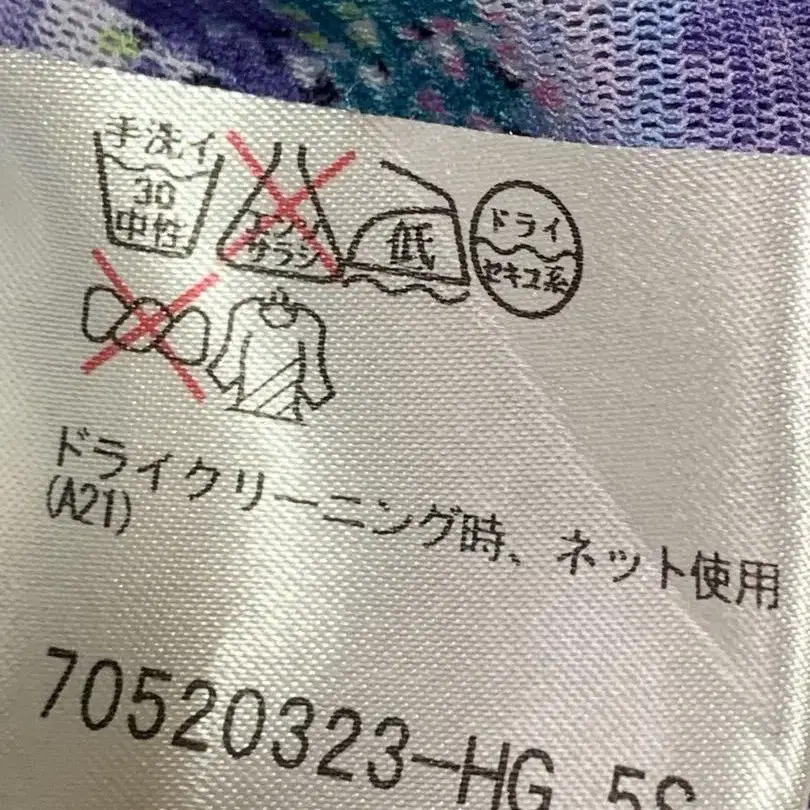 手洗イ
30
中性
エンソ
サラシ
低
ドライ
セキユ系
ドライクリーニング時、ネット使用
(A21)
70520323-HG